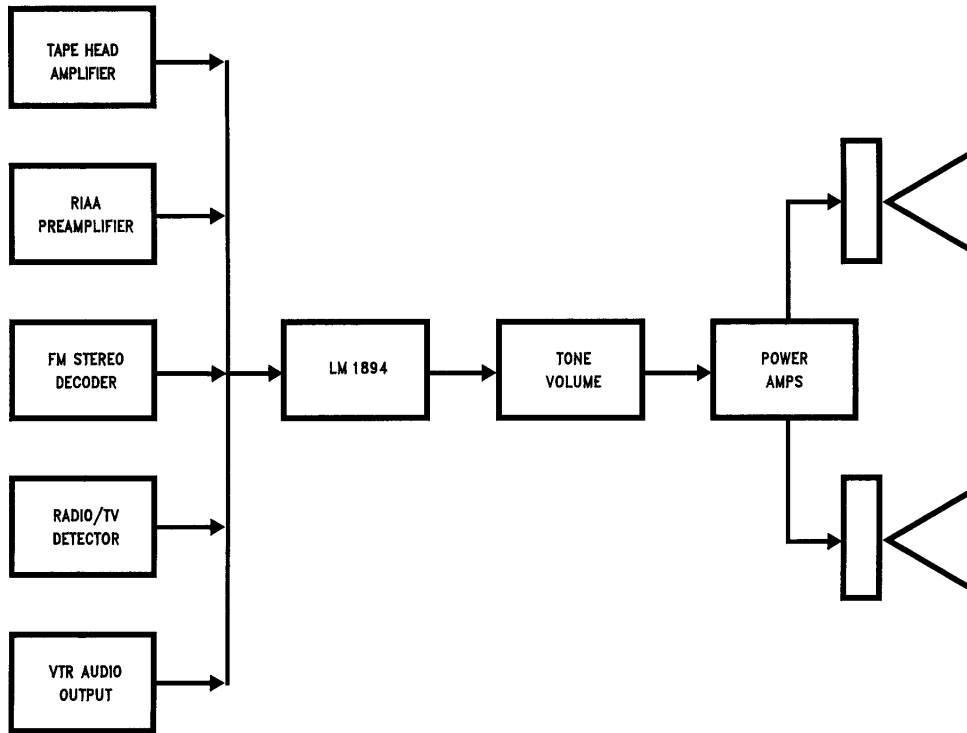 TAPE HEAD
AMPLIFIER
RIAA
PREAMPLIFIER
FM STEREO
DECODER
RADIO/TV
DETECTOR
VTR AUDIO
OUTPUT
LM 1894
TONE
VOLUME
POWER
AMPS